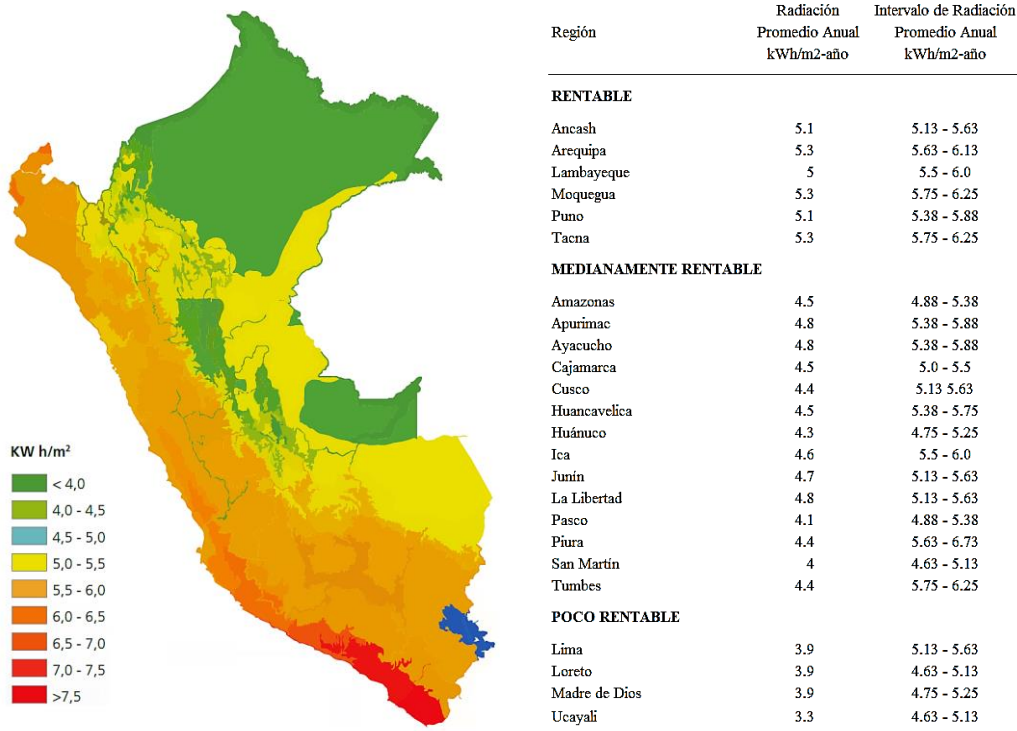 KW h/m²
< 4,0
4,0 - 4,5
4,5 - 5,0
5,0 - 5,5
5,5 - 6,0
6,0 - 6,5
6,5 - 7,0
7,0 - 7,5
>7,5
Región Radiación Promedio Anual kWh/m2-año Intervalo de Radiación Promedio Anual kWh/m2-año
RENTABLE
Ancash 5.1 5.13 - 5.63
Arequipa 5.3 5.63 - 6.13
Lambayeque 5 5.5 - 6.0
Moquegua 5.3 5.75 - 6.25
Puno 5.1 5.38 - 5.88
Tacna 5.3 5.75 - 6.25
MEDIANAMENTE RENTABLE
Amazonas 4.5 4.88 - 5.38
Apurimac 4.8 5.38 - 5.88
Ayacucho 4.8 5.38 - 5.88
Cajamarca 4.5 5.0 - 5.5
Cusco 4.4 5.13 5.63
Huancavelica 4.5 5.38 - 5.75
Huánuco 4.3 4.75 - 5.25
Ica 4.6 5.5 - 6.0
Junín 4.7 5.13 - 5.63
La Libertad 4.8 5.13 - 5.63
Pasco 4.1 4.88 - 5.38
Piura 4.4 5.63 - 6.73
San Martín 4 4.63 - 5.13
Tumbes 4.4 5.75 - 6.25
POCO RENTABLE
Lima 3.9 5.13 - 5.63
Loreto 3.9 4.63 - 5.13
Madre de Dios 3.9 4.75 - 5.25
Ucayali 3.3 4.63 - 5.13